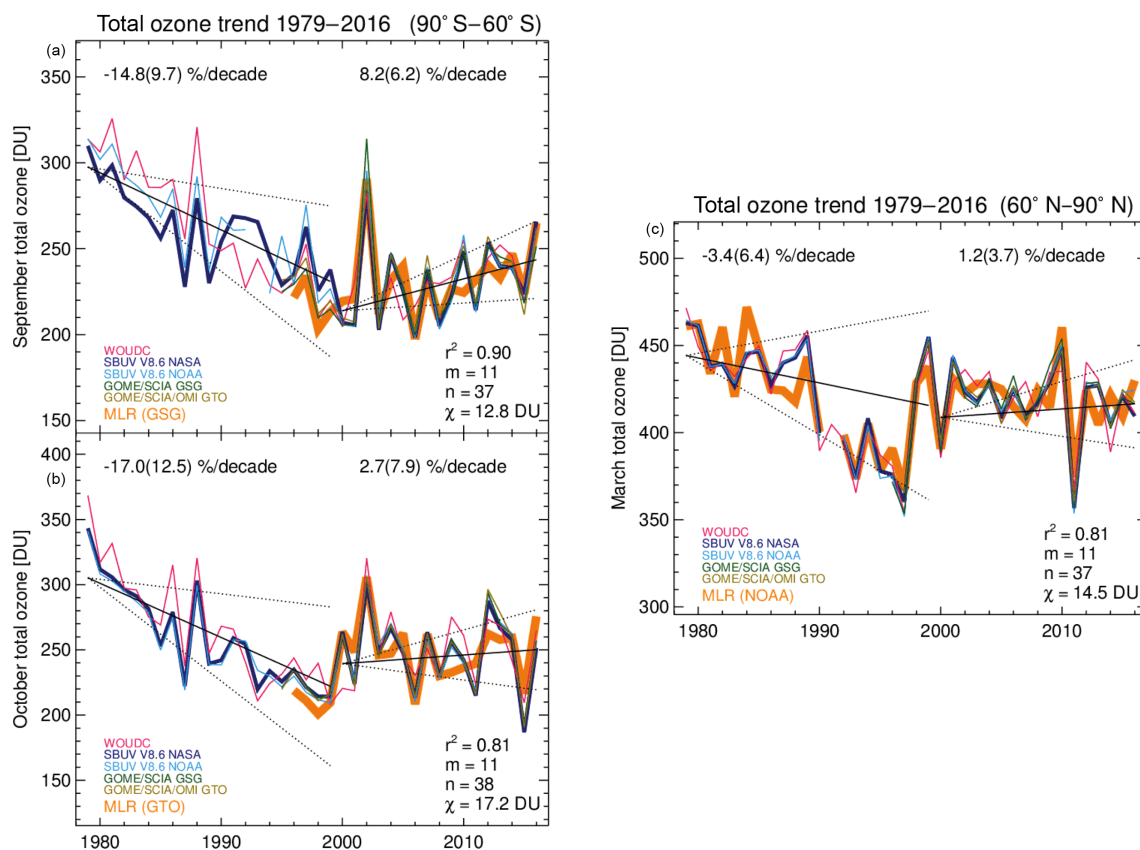 Total ozone trend 1979−2016 (90° S−60° S)
(a)
-14.8(9.7) %/decade 8.2(6.2) %/decade
350
300
250
200
150
September total ozone [DU]
WOUDC
SBUV V8.6 NASA
SBUV V8.6 NOAA
GOME/SCIA GSG
GOME/SCIA/OMI GTO
MLR (GSG)
r² = 0.90
m = 11
n = 37
χ = 12.8 DU
(b)
-17.0(12.5) %/decade 2.7(7.9) %/decade
400
350
300
250
200
150
October total ozone [DU]
WOUDC
SBUV V8.6 NASA
SBUV V8.6 NOAA
GOME/SCIA GSG
GOME/SCIA/OMI GTO
MLR (GTO)
r² = 0.81
m = 11
n = 38
χ = 17.2 DU
1980 1990 2000 2010
Total ozone trend 1979−2016 (60° N−90° N)
(c)
-3.4(6.4) %/decade 1.2(3.7) %/decade
500
450
400
350
300
March total ozone [DU]
WOUDC
SBUV V8.6 NASA
SBUV V8.6 NOAA
GOME/SCIA GSG
GOME/SCIA/OMI GTO
MLR (NOAA)
r² = 0.81
m = 11
n = 37
χ = 14.5 DU
1980 1990 2000 2010